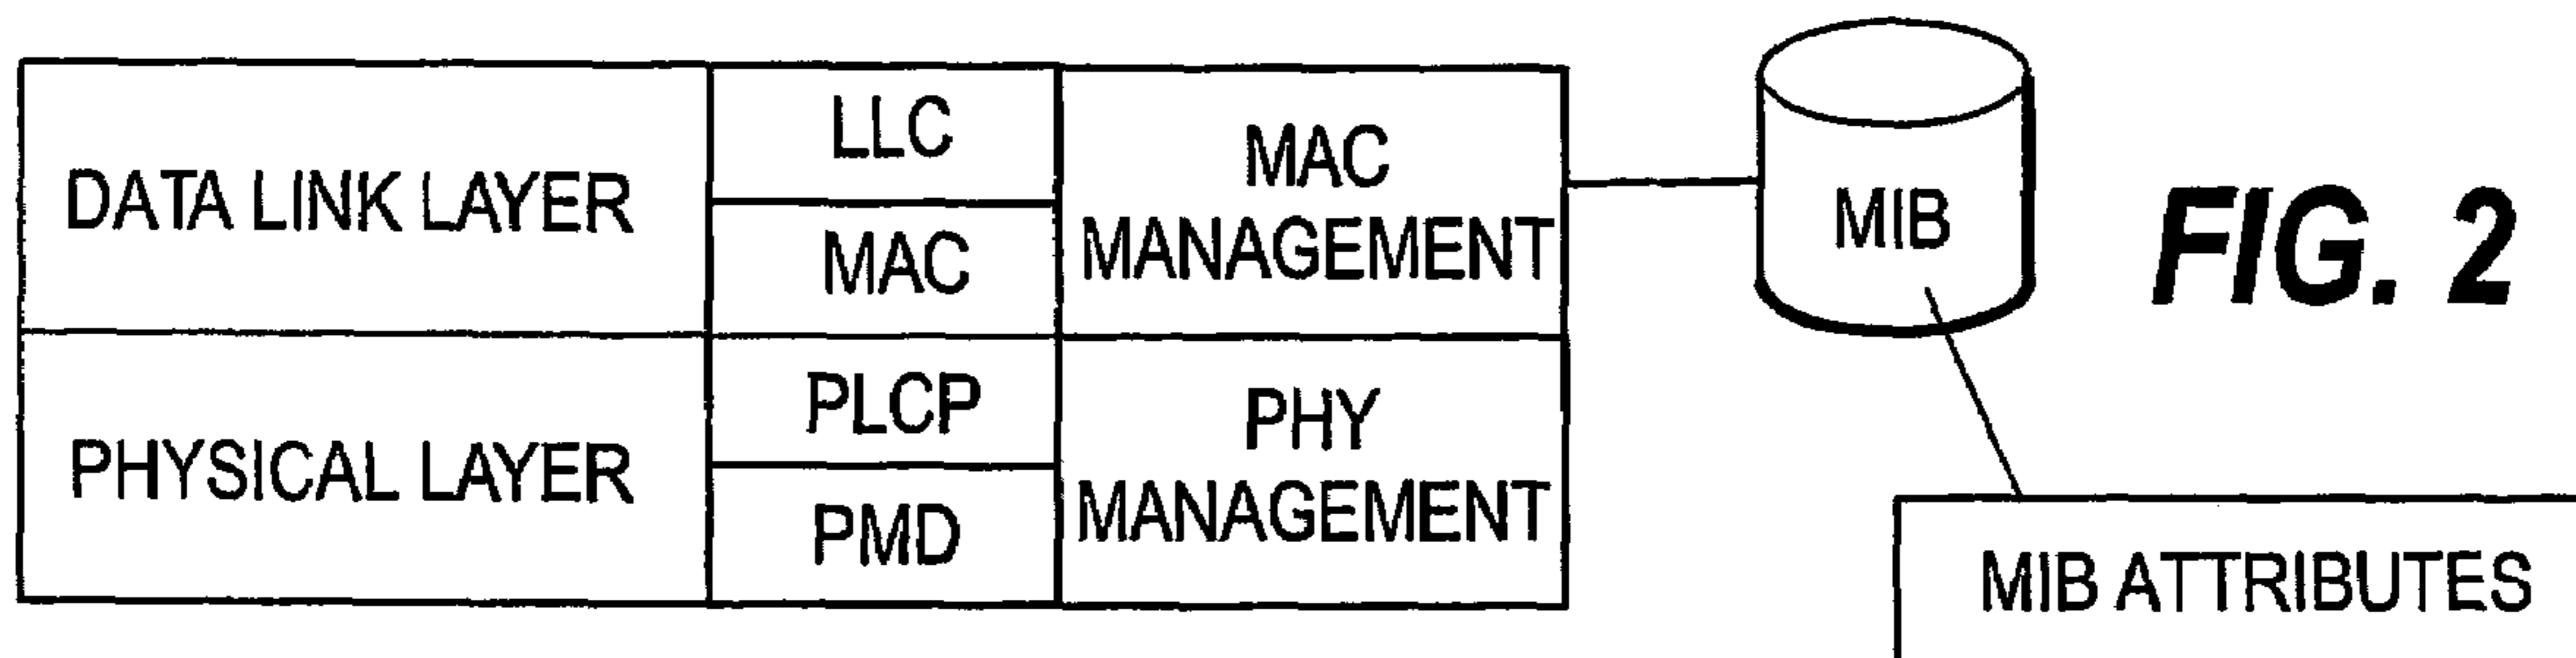 DATA LINK LAYER
LLC
MAC
MAC
MANAGEMENT
PHYSICAL LAYER
PLCP
PMD
PHY
MANAGEMENT
MIB
FIG. 2
MIB ATTRIBUTES